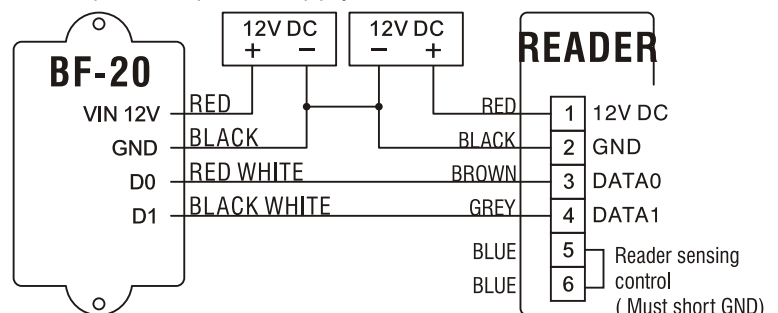 12V DC
+ −
12V DC
− +
READER
BF-20
VIN 12V
RED
RED
1
12V DC
GND
BLACK
BLACK
2
GND
D0
RED WHITE
BROWN
3
DATA0
D1
BLACK WHITE
GREY
4
DATA1
BLUE
5
Reader sensing
BLUE
6
control
( Must short GND)